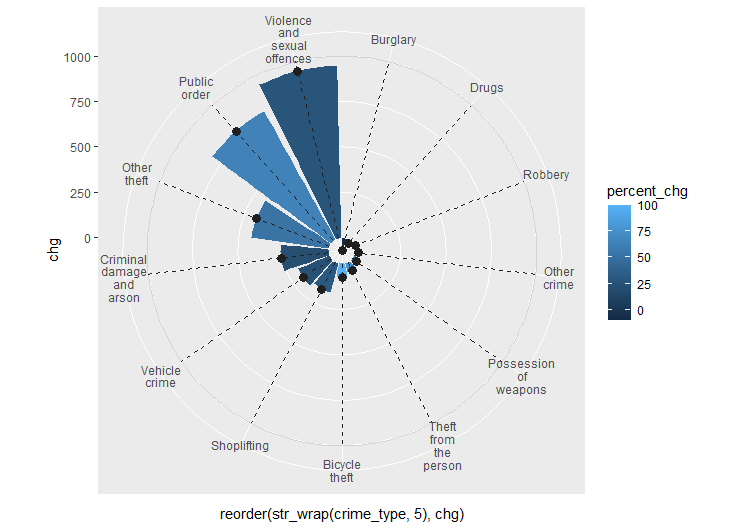 Violence
and
sexual
offences
Burglary
Public
order
Drugs
Other
theft
Robbery
Criminal
damage
and
arson
Other
crime
Vehicle
crime
Possession
of
weapons
Shoplifting
Theft
from
the
person
Bicycle
theft
1000
750
500
250
0
chg
reorder(str_wrap(crime_type, 5), chg)
percent_chg
100
75
50
25
0